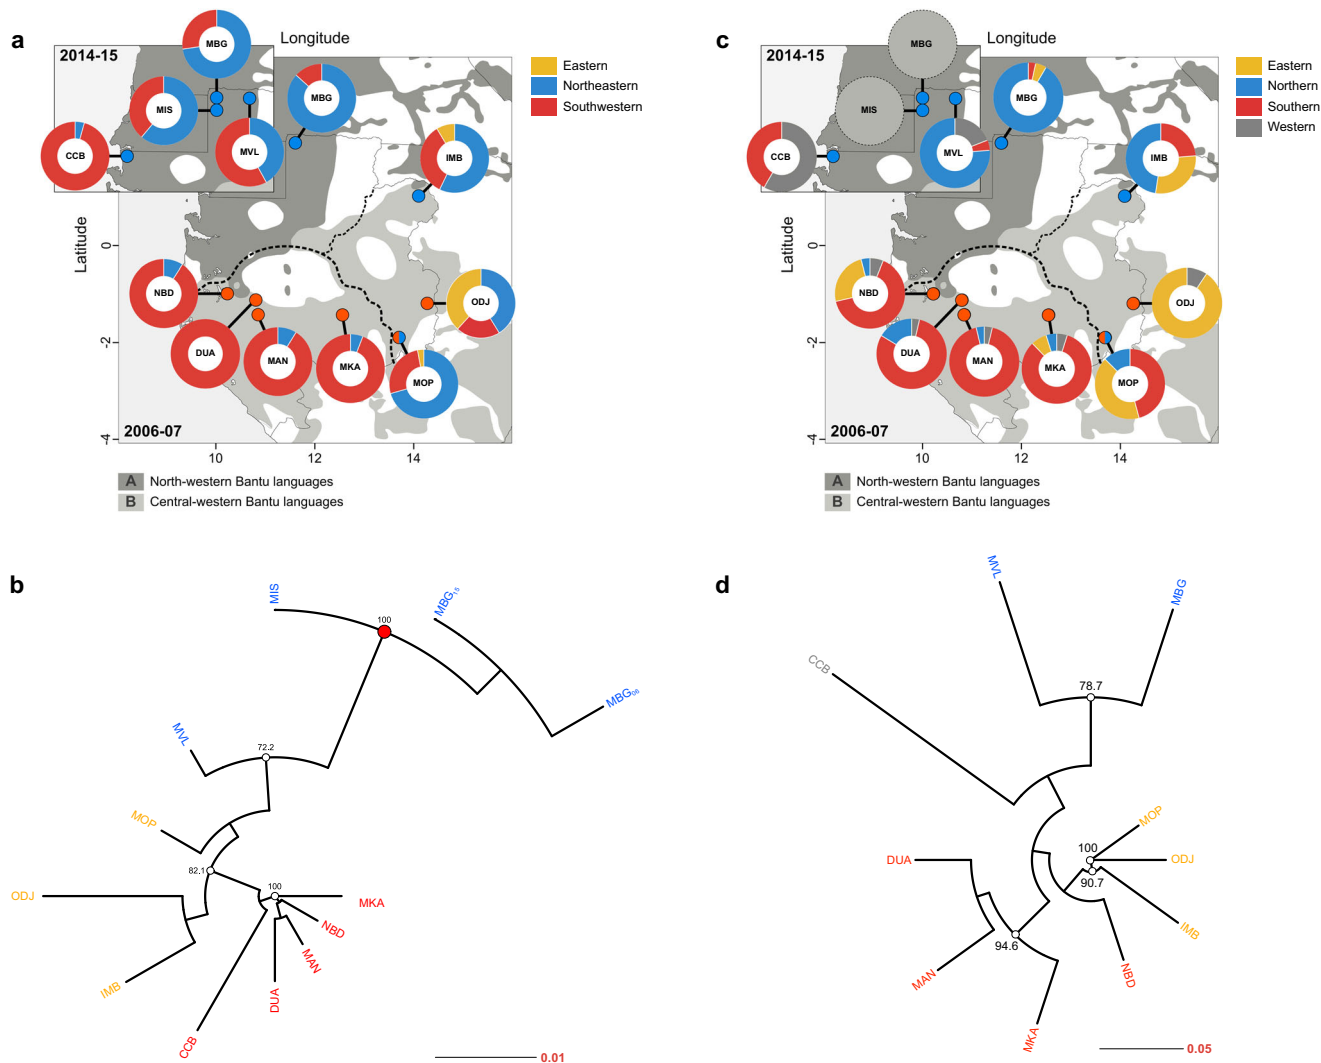 a
2014-15
MBG
Longitude
Eastern
Northeastern
Southwestern
MIS
MBG
CCB
MVL
IMB
Latitude
0
-2
-4
NBD
ODJ
DUA
MAN
MKA
MOP
2006-07
10
12
14
A North-western Bantu languages
B Central-western Bantu languages
c
2014-15
MBG
Longitude
Eastern
Northern
Southern
Western
MIS
MBG
CCB
MVL
IMB
Latitude
0
-2
-4
NBD
ODJ
DUA
MAN
MKA
MOP
2006-07
10
12
14
A North-western Bantu languages
B Central-western Bantu languages
b
MIS
100
MBG15
MBG06
MVL
72.2
MOP
82.1
100
ODJ
MKA
NBD
MAN
IMB
DUA
CCB
0.01
d
MVL
MBG
CCB
78.7
MOP
DUA
100
ODJ
90.7
IMB
94.6
MAN
NBD
MKA
0.05